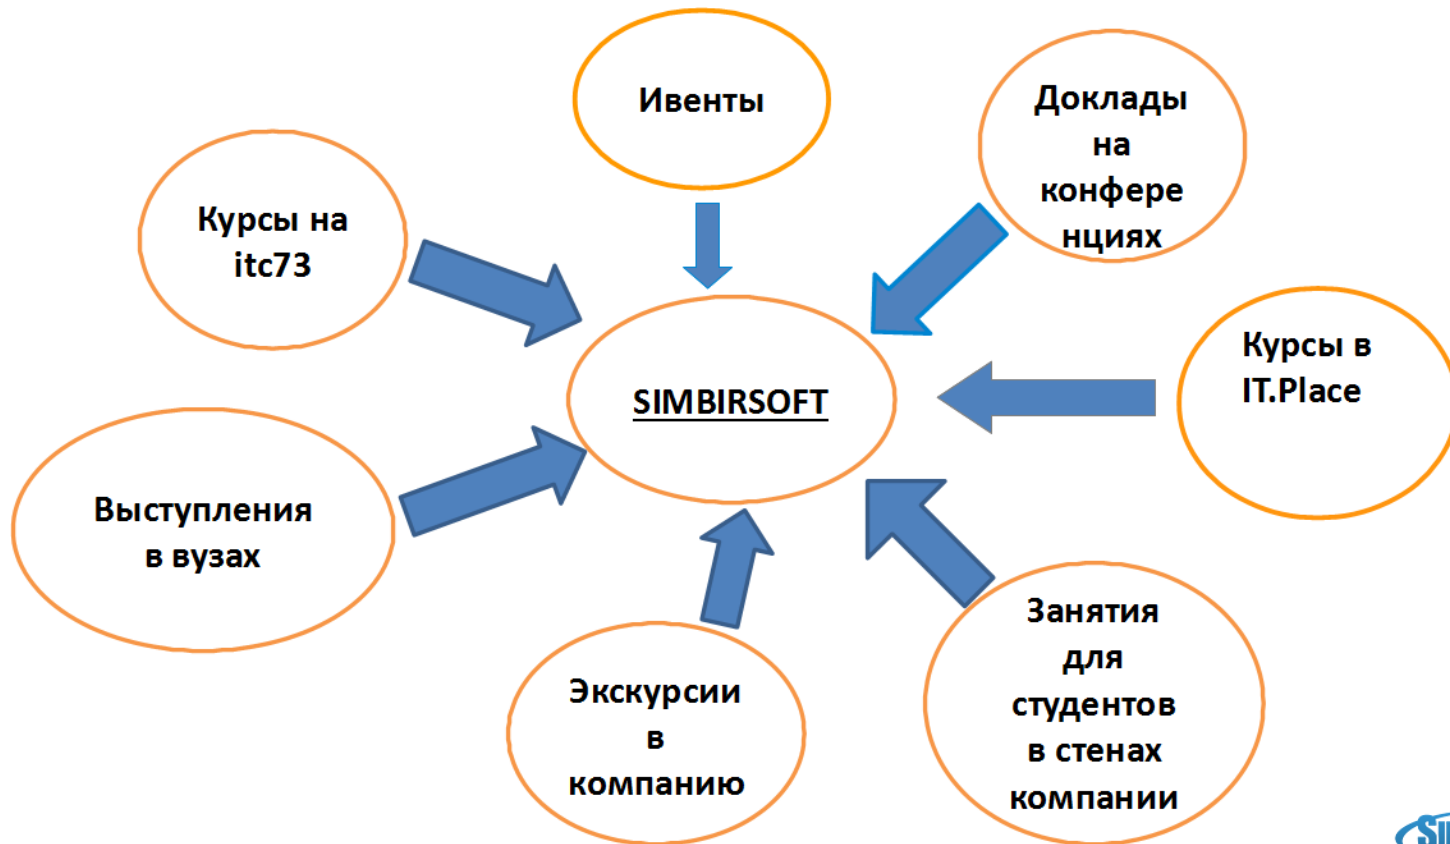 Ивенты
Доклады
на
конфере
нциях
Курсы на
itc73
Курсы в
IT.Place
SIMBIRSOFT
Выступления
в вузах
Занятия
для
студентов
в стенах
компании
Экскурсии
в
компанию